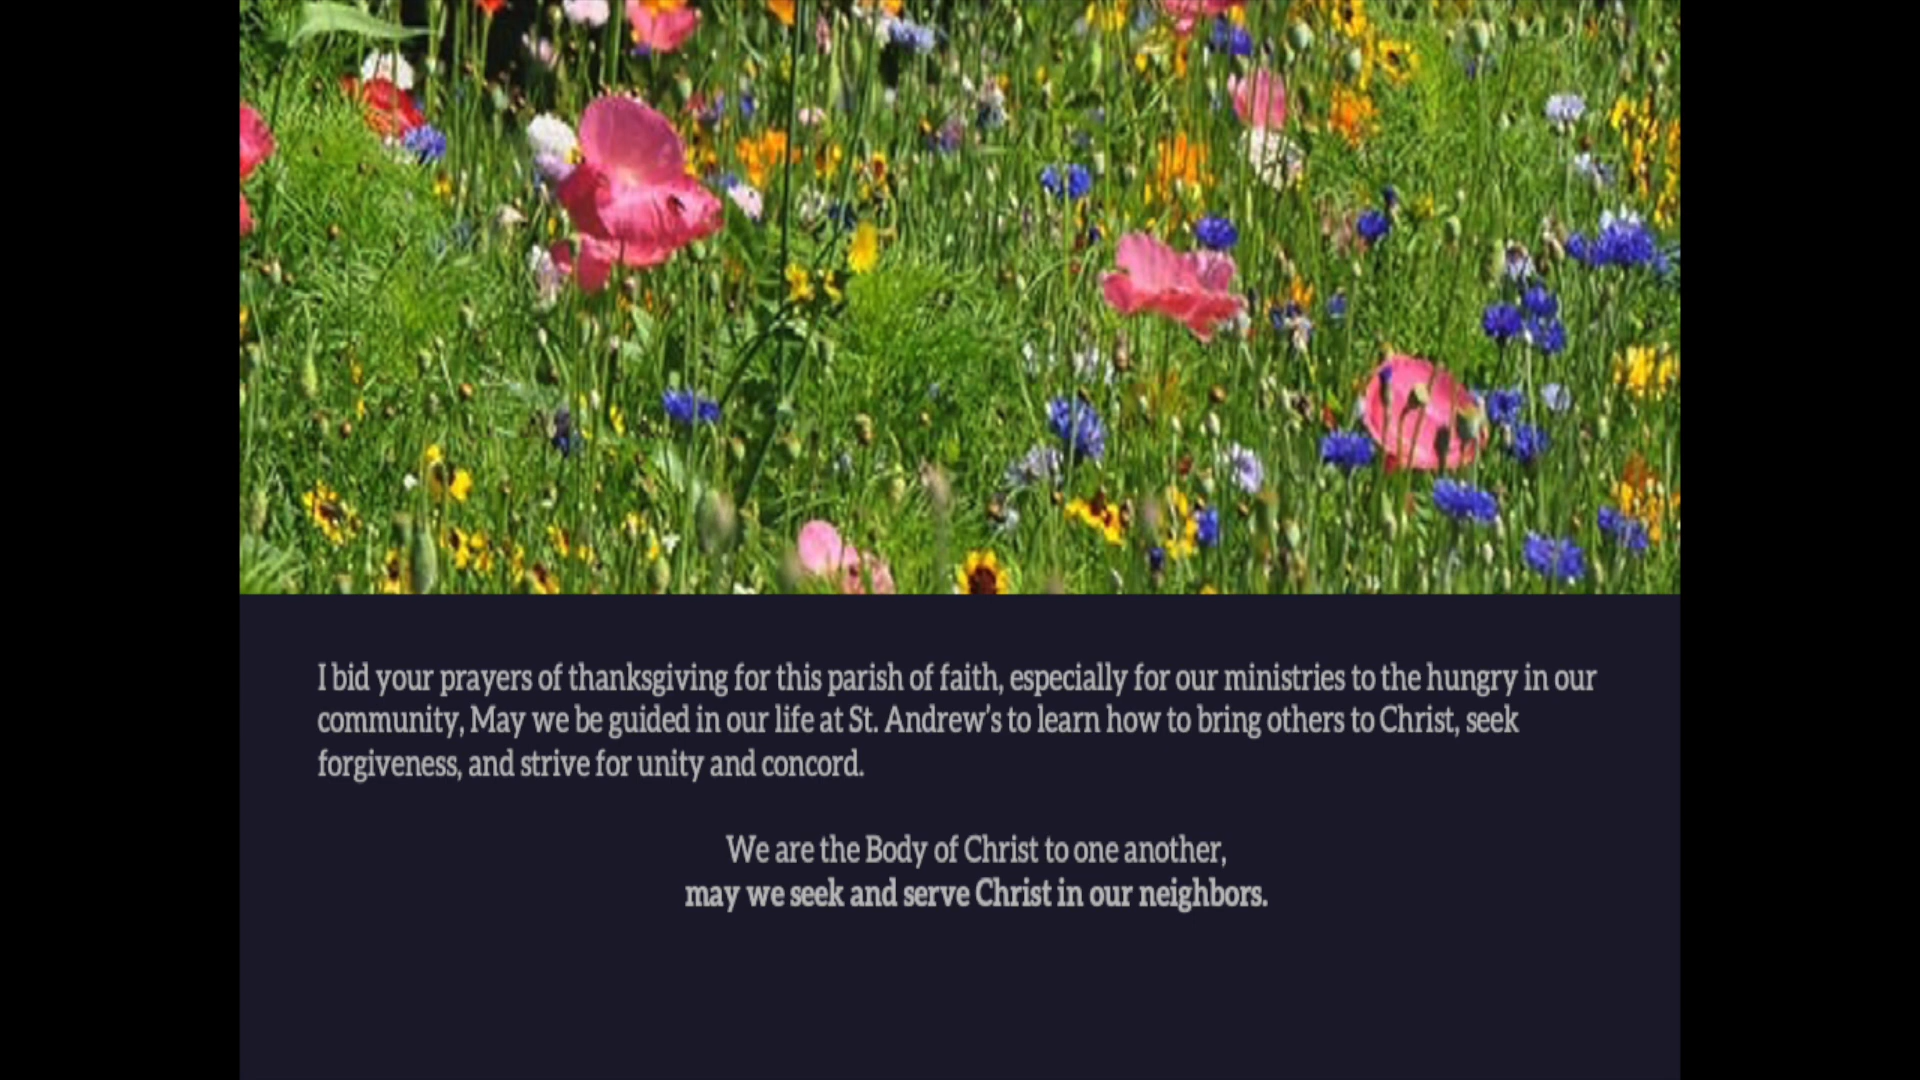 I bid your prayers of thanksgiving for this parish of faith, especially for our ministries to the hungry in our
community, May we be guided in our life at St. Andrew’s to learn how to bring others to Christ, seek
forgiveness, and strive for unity and concord.
We are the Body of Christ to one another,
may we seek and serve Christ in our neighbors.